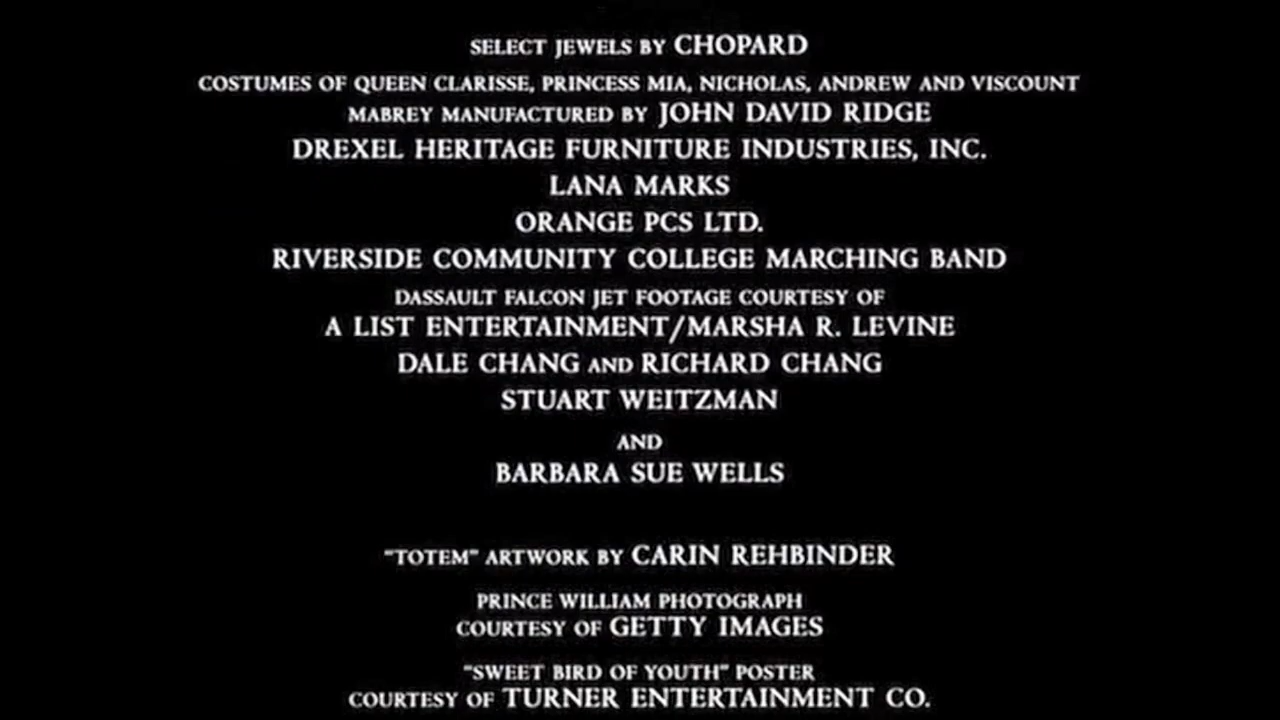 SELECT JEWELS BY CHOPARD
COSTUMES OF QUEEN CLARISSE, PRINCESS MIA, NICHOLAS, ANDREW AND VISCOUNT
MABREY MANUFACTURED BY JOHN DAVID RIDGE
DREXEL HERITAGE FURNITURE INDUSTRIES, INC.
LANA MARKS
ORANGE PCS LTD.
RIVERSIDE COMMUNITY COLLEGE MARCHING BAND
DASSAULT FALCON JET FOOTAGE COURTESY OF
A LIST ENTERTAINMENT/MARSHA R. LEVINE
DALE CHANG AND RICHARD CHANG
STUART WEITZMAN
AND
BARBARA SUE WELLS
"TOTEM" ARTWORK BY CARIN REHBINDER
PRINCE WILLIAM PHOTOGRAPH
COURTESY OF GETTY IMAGES
"SWEET BIRD OF YOUTH" POSTER
COURTESY OF TURNER ENTERTAINMENT CO.